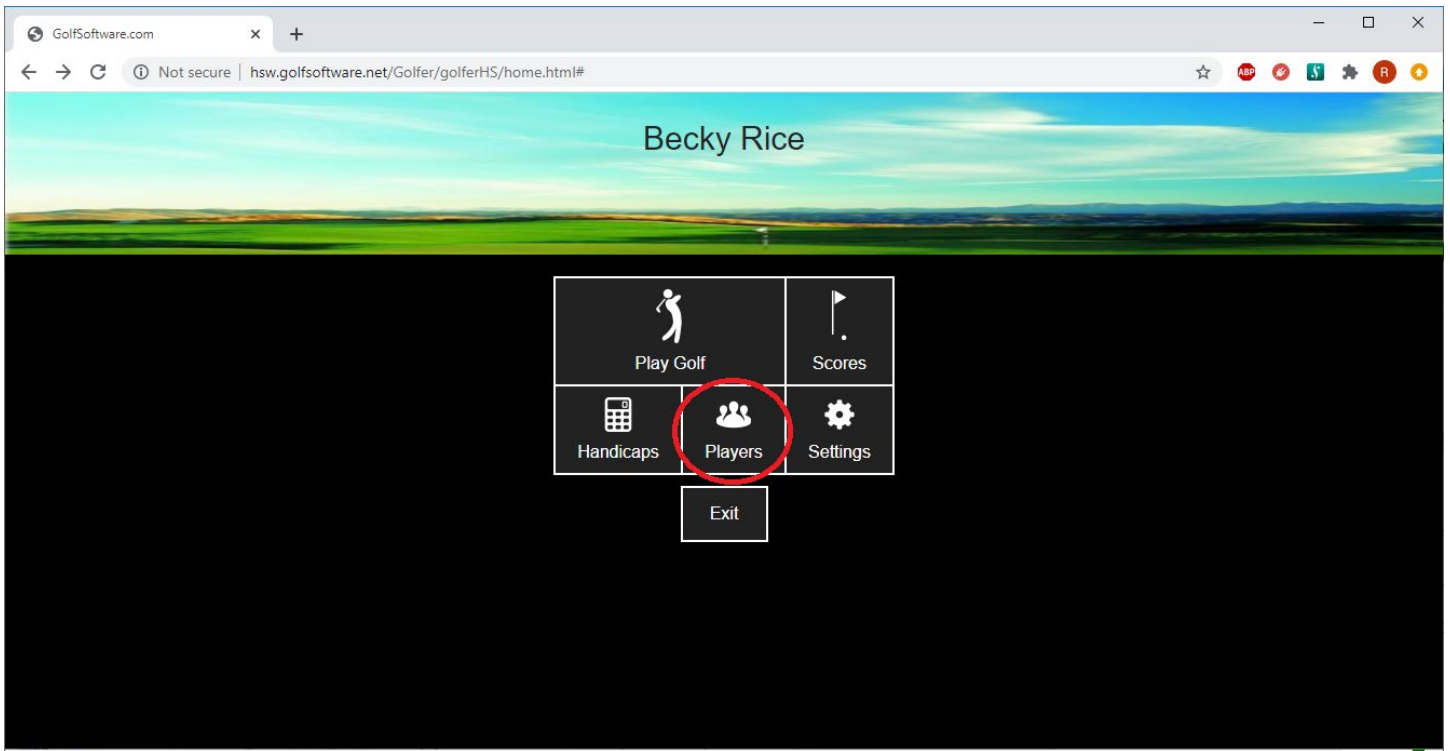 GolfSoftware.com
Not secure | hsw.golfsoftware.net/Golfer/golferHS/home.html#
ABP
S
R
Becky Rice
Play Golf
Scores
Handicaps
Players
Settings
Exit